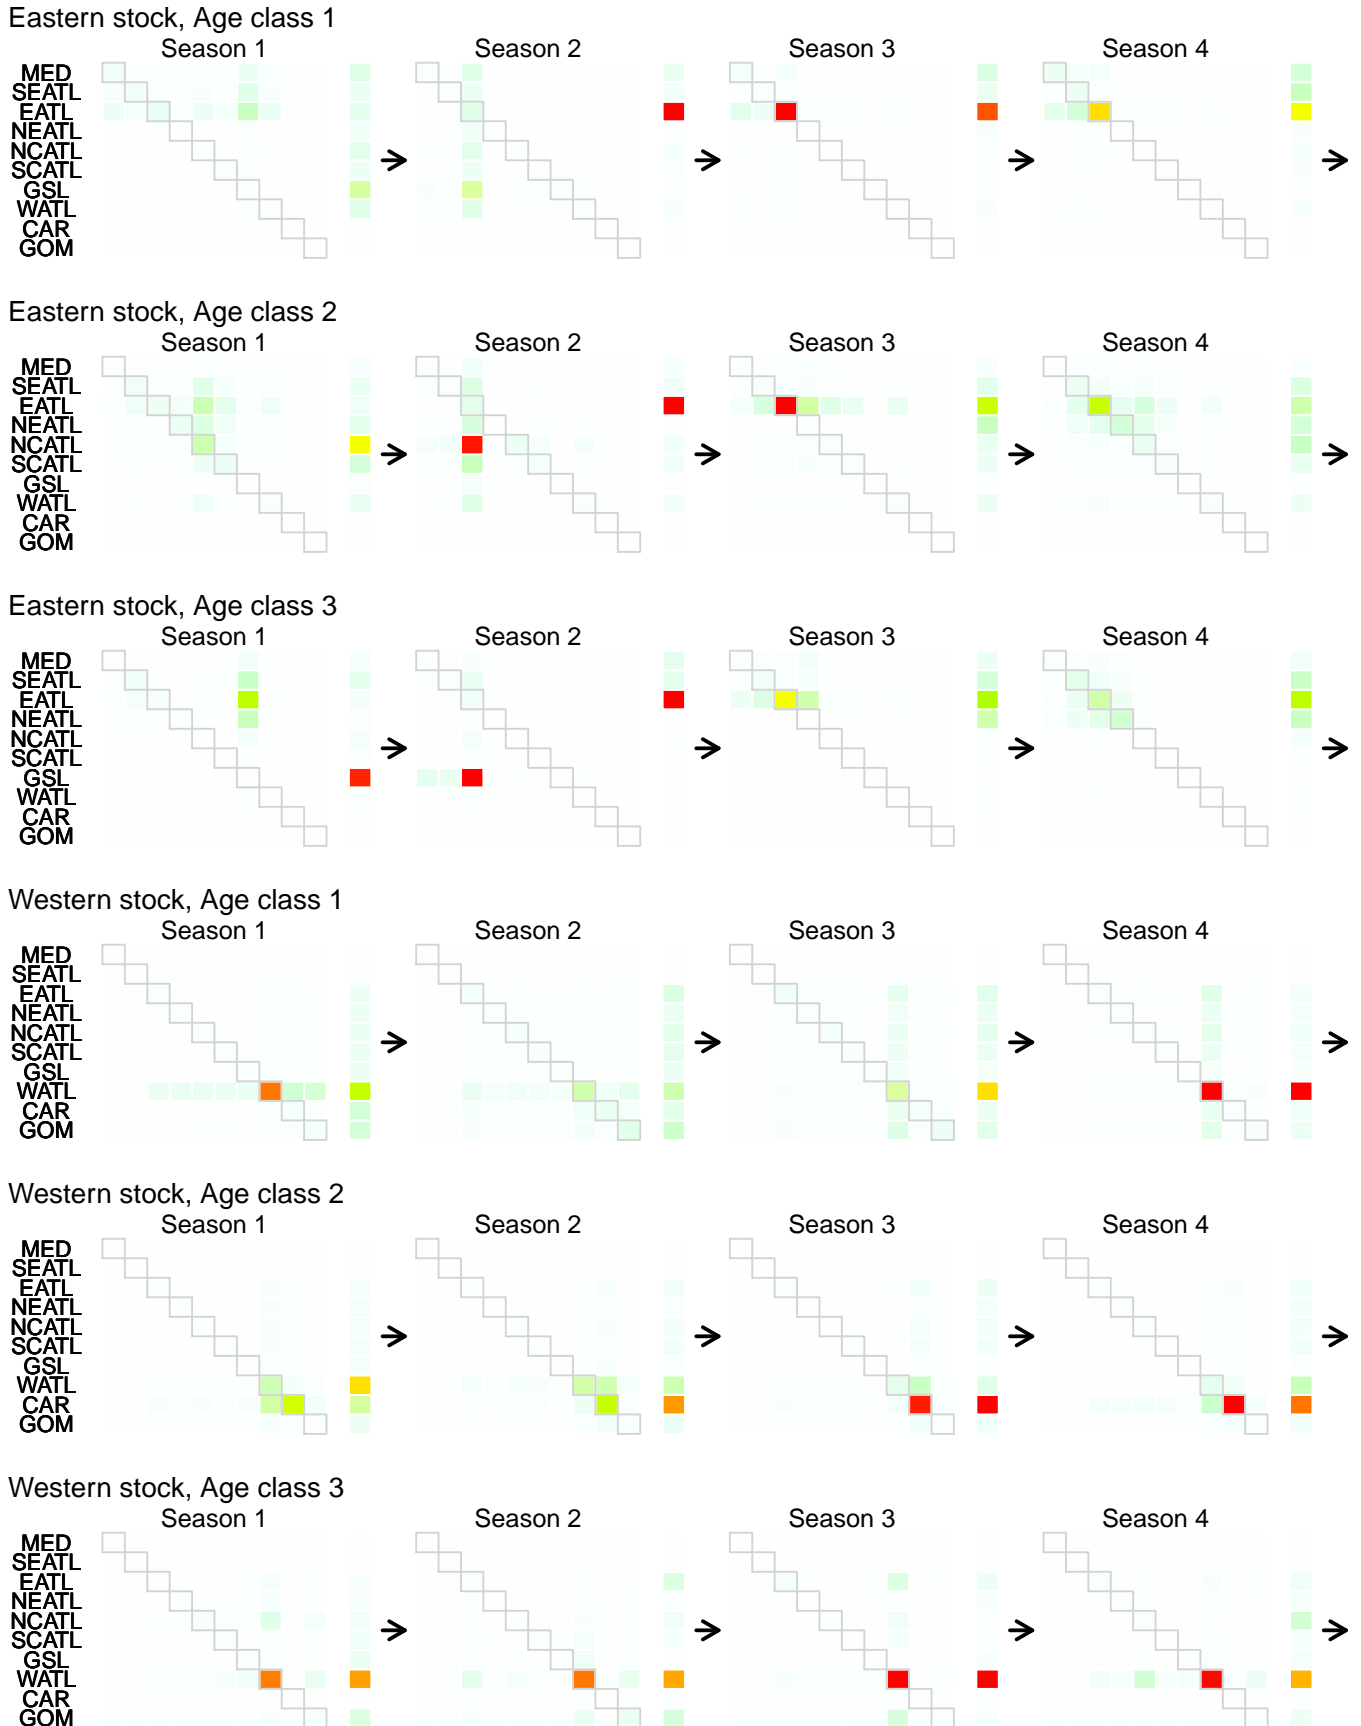 Eastern stock, Age class 1
Season 1 Season 2 Season 3 Season 4
MED
SEATL
EATL
NEATL
NCATL
SCATL
GSL
WATL
CAR
GOM
Eastern stock, Age class 2
Season 1 Season 2 Season 3 Season 4
MED
SEATL
EATL
NEATL
NCATL
SCATL
GSL
WATL
CAR
GOM
Eastern stock, Age class 3
Season 1 Season 2 Season 3 Season 4
MED
SEATL
EATL
NEATL
NCATL
SCATL
GSL
WATL
CAR
GOM
Western stock, Age class 1
Season 1 Season 2 Season 3 Season 4
MED
SEATL
EATL
NEATL
NCATL
SCATL
GSL
WATL
CAR
GOM
Western stock, Age class 2
Season 1 Season 2 Season 3 Season 4
MED
SEATL
EATL
NEATL
NCATL
SCATL
GSL
WATL
CAR
GOM
Western stock, Age class 3
Season 1 Season 2 Season 3 Season 4
MED
SEATL
EATL
NEATL
NCATL
SCATL
GSL
WATL
CAR
GOM